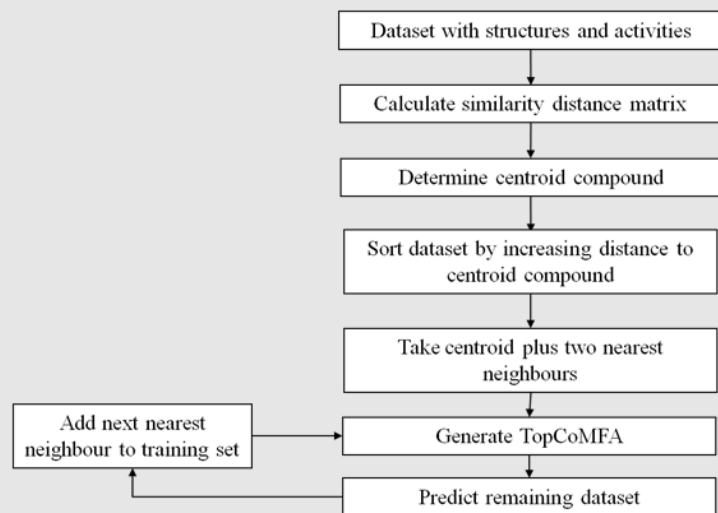 Dataset with structures and activities
Calculate similarity distance matrix
Determine centroid compound
Sort dataset by increasing distance to
centroid compound
Take centroid plus two nearest
neighbours
Add next nearest
neighbour to training set
Generate TopCoMFA
Predict remaining dataset